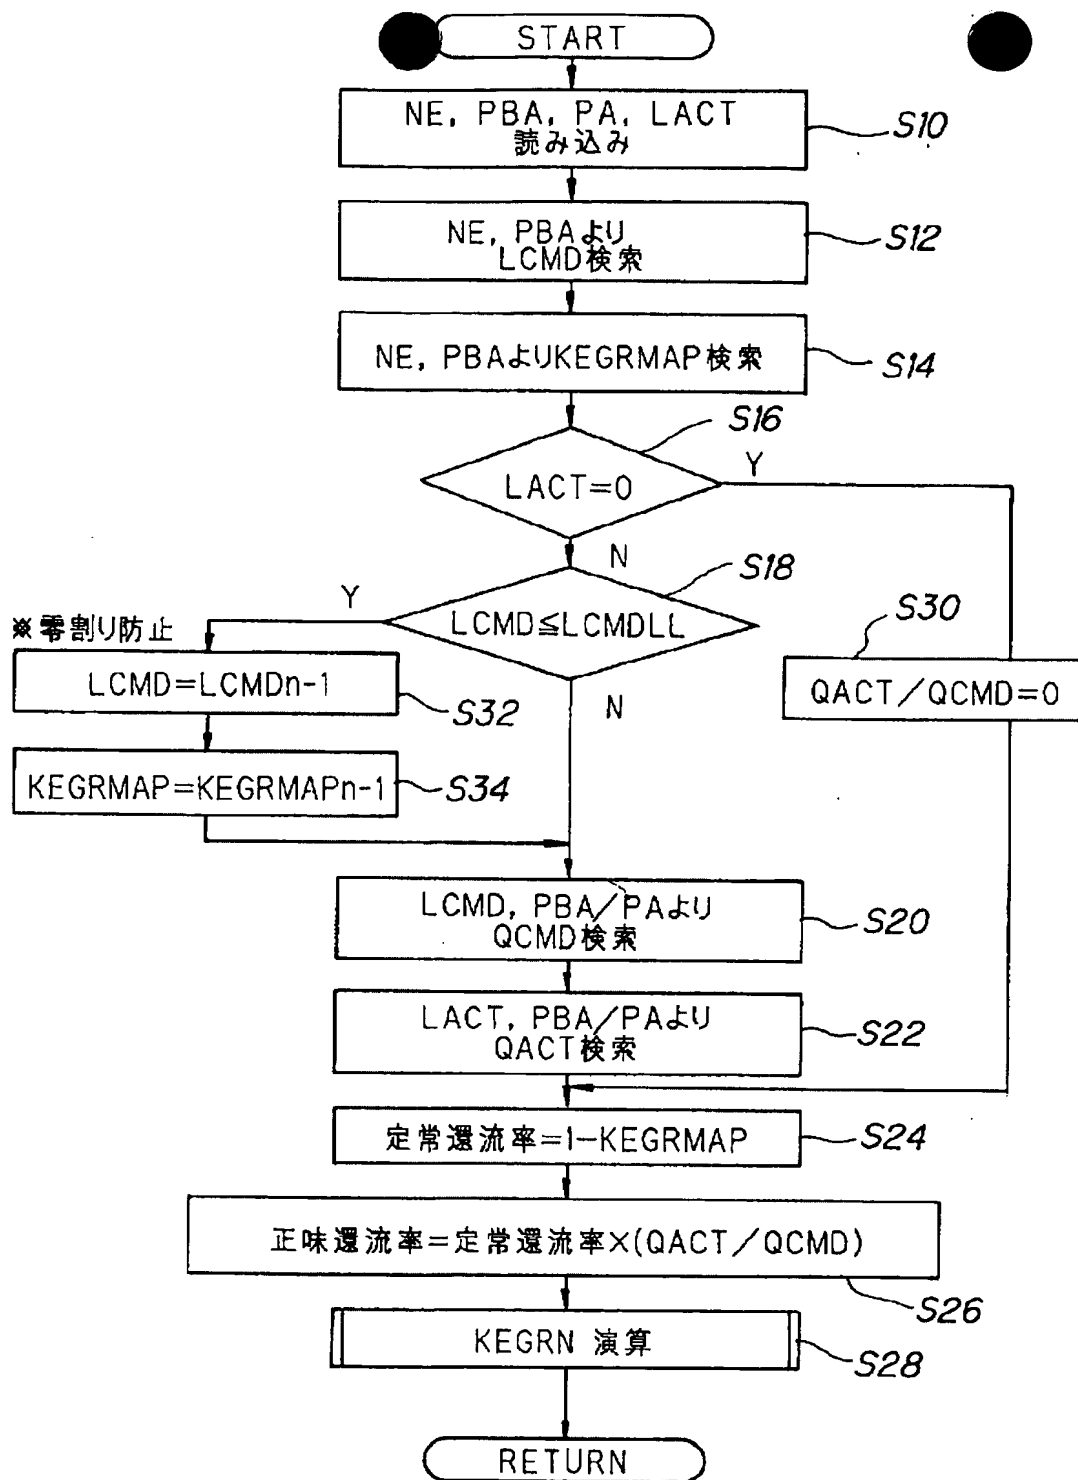 START
NE, PBA, PA, LACT
読み込み
S10
NE, PBAより
LCMD検索
S12
NE, PBAよりKEGRMAP検索
S14
S16
LACT=0
Y
N
S18
LCMD≦LCMDLL
Y
N
S30
QACT/QCMD=0
※零割り防止
LCMD=LCMDn-1
S32
KEGRMAP=KEGRMAPn-1
S34
LCMD, PBA/PAより
QCMD検索
S20
LACT, PBA/PAより
QACT検索
S22
定常還流率=1-KEGRMAP
S24
正味還流率=定常還流率×(QACT/QCMD)
S26
KEGRN 演算
S28
RETURN